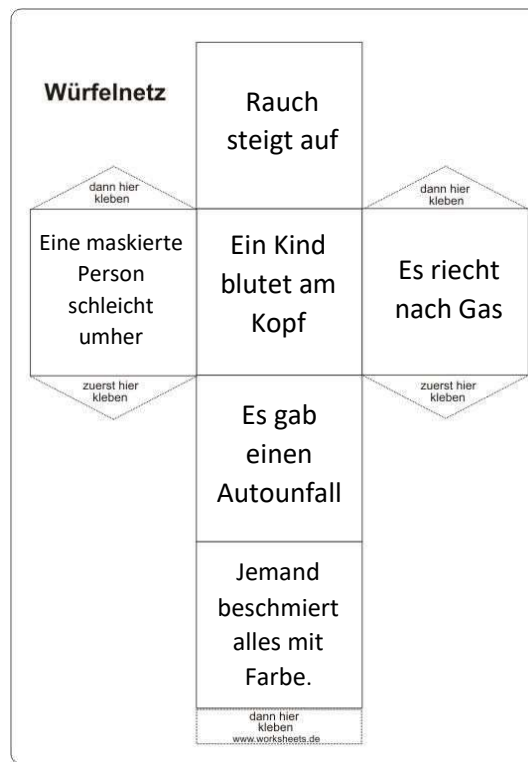 Würfelnetz
Rauch
steigt auf
dann hier
kleben
dann hier
kleben
Eine maskierte
Person
schleicht
umher
Ein Kind
blutet am
Kopf
Es riecht
nach Gas
zuerst hier
kleben
zuerst hier
kleben
Es gab
einen
Autounfall
Jemand
beschmiert
alles mit
Farbe.
dann hier
kleben
www.worksheets.de